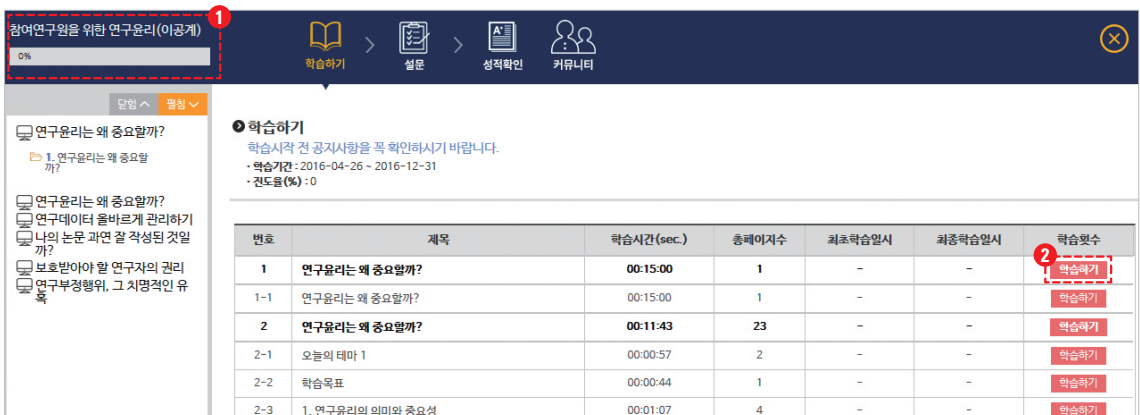 참여연구원을 위한 연구윤리(이공계)
1
0%
학습하기
설문
성적확인
커뮤니티
닫힘
펼침
연구윤리는 왜 중요할까?
1. 연구윤리는 왜 중요할
까?
연구윤리는 왜 중요할까?
연구데이터 올바르게 관리하기
나의 논문 과연 잘 작성된 것일
까?
보호받아야 할 연구자의 권리
연구부정행위, 그 치명적인 유
혹
학습하기
학습시작 전 공지사항을 꼭 확인하시기 바랍니다.
· 학습기간 : 2016-04-26 ~ 2016-12-31
· 진도율(%) : 0
번호 제목 학습시간(sec.) 총페이지수 최초학습일시 최종학습일시 학습횟수
2
1 연구윤리는 왜 중요할까? 00:15:00 1 - - 학습하기
1-1 연구윤리는 왜 중요할까? 00:15:00 1 - - 학습하기
2 연구윤리는 왜 중요할까? 00:11:43 23 - - 학습하기
2-1 오늘의 테마 1 00:00:57 2 - - 학습하기
2-2 학습목표 00:00:44 1 - - 학습하기
2-3 1. 연구윤리의 의미와 중요성 00:01:07 4 - - 학습하기